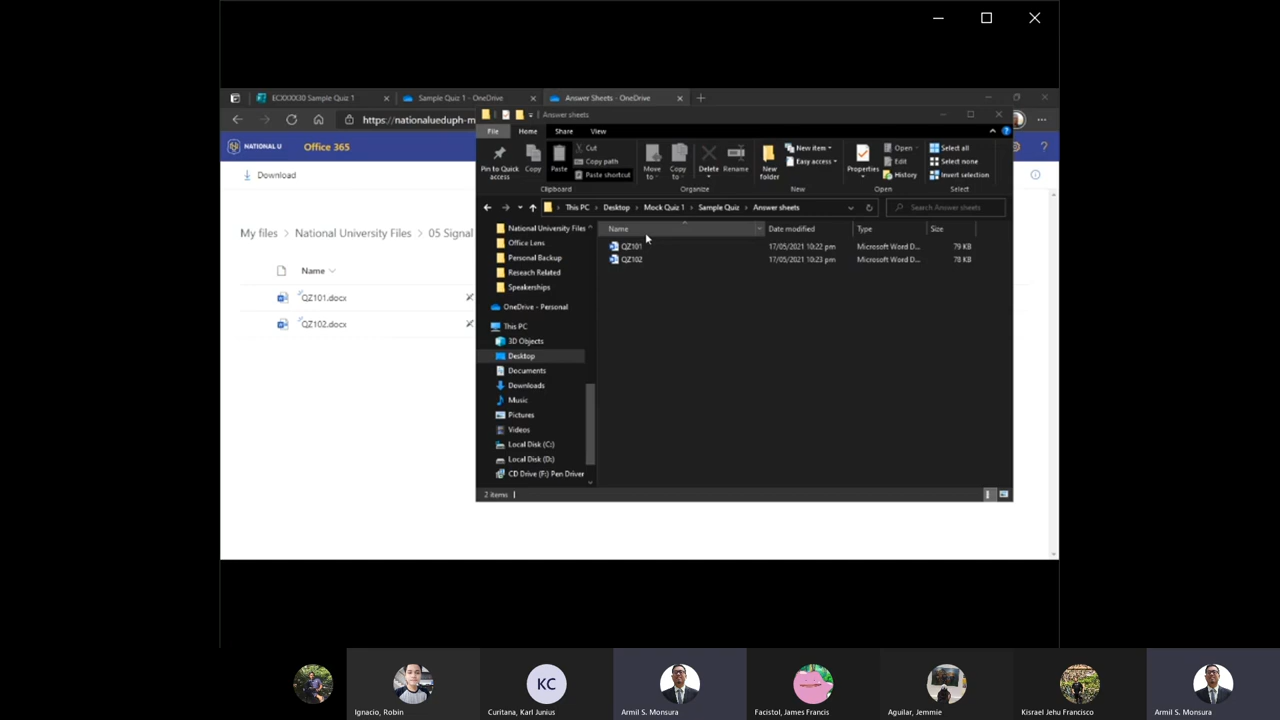 ECXXXX30 Sample Quiz 1
Sample Quiz 1 - OneDrive
Answer Sheets - OneDrive
https://nationalueduph-m
NATIONAL U
Office 365
Download
My files > National University Files > 05 Signal
Name
QZ101.docx
QZ102.docx
Answer sheets
File
Home
Share
View
Pin to Quick access
Copy
Paste
Cut
Copy path
Paste shortcut
Clipboard
Move to
Copy to
Delete
Rename
Organize
New folder
New item
Easy access
New
Properties
Open
Edit
History
Open
Select all
Select none
Invert selection
Select
This PC > Desktop > Mock Quiz 1 > Sample Quiz > Answer sheets
Search Answer sheets
National University Files
Office Lens
Personal Backup
Reseach Related
Speakerships
OneDrive - Personal
This PC
3D Objects
Desktop
Documents
Downloads
Music
Pictures
Videos
Local Disk (C:)
Local Disk (D:)
CD Drive (F:) Pen Driver
Name Date modified Type Size
QZ101 17/05/2021 10:22 pm Microsoft Word D... 79 KB
QZ102 17/05/2021 10:23 pm Microsoft Word D... 78 KB
2 items
Ignacio, Robin
KC
Curitana, Karl Junius
Armil S. Monsura
Facistol, James Francis
Aguilar, Jemmie
Kisrael Jehu Francisco
Armil S. Monsura